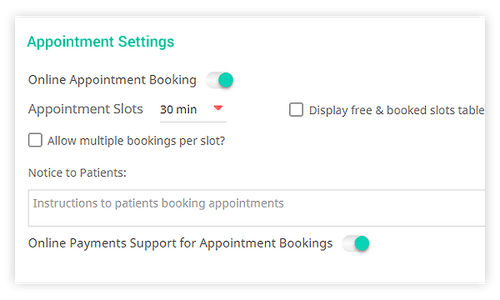 Appointment Settings
Online Appointment Booking
Appointment Slots 30 min Display free & booked slots table
Allow multiple bookings per slot?
Notice to Patients:
Instructions to patients booking appointments
Online Payments Support for Appointment Bookings